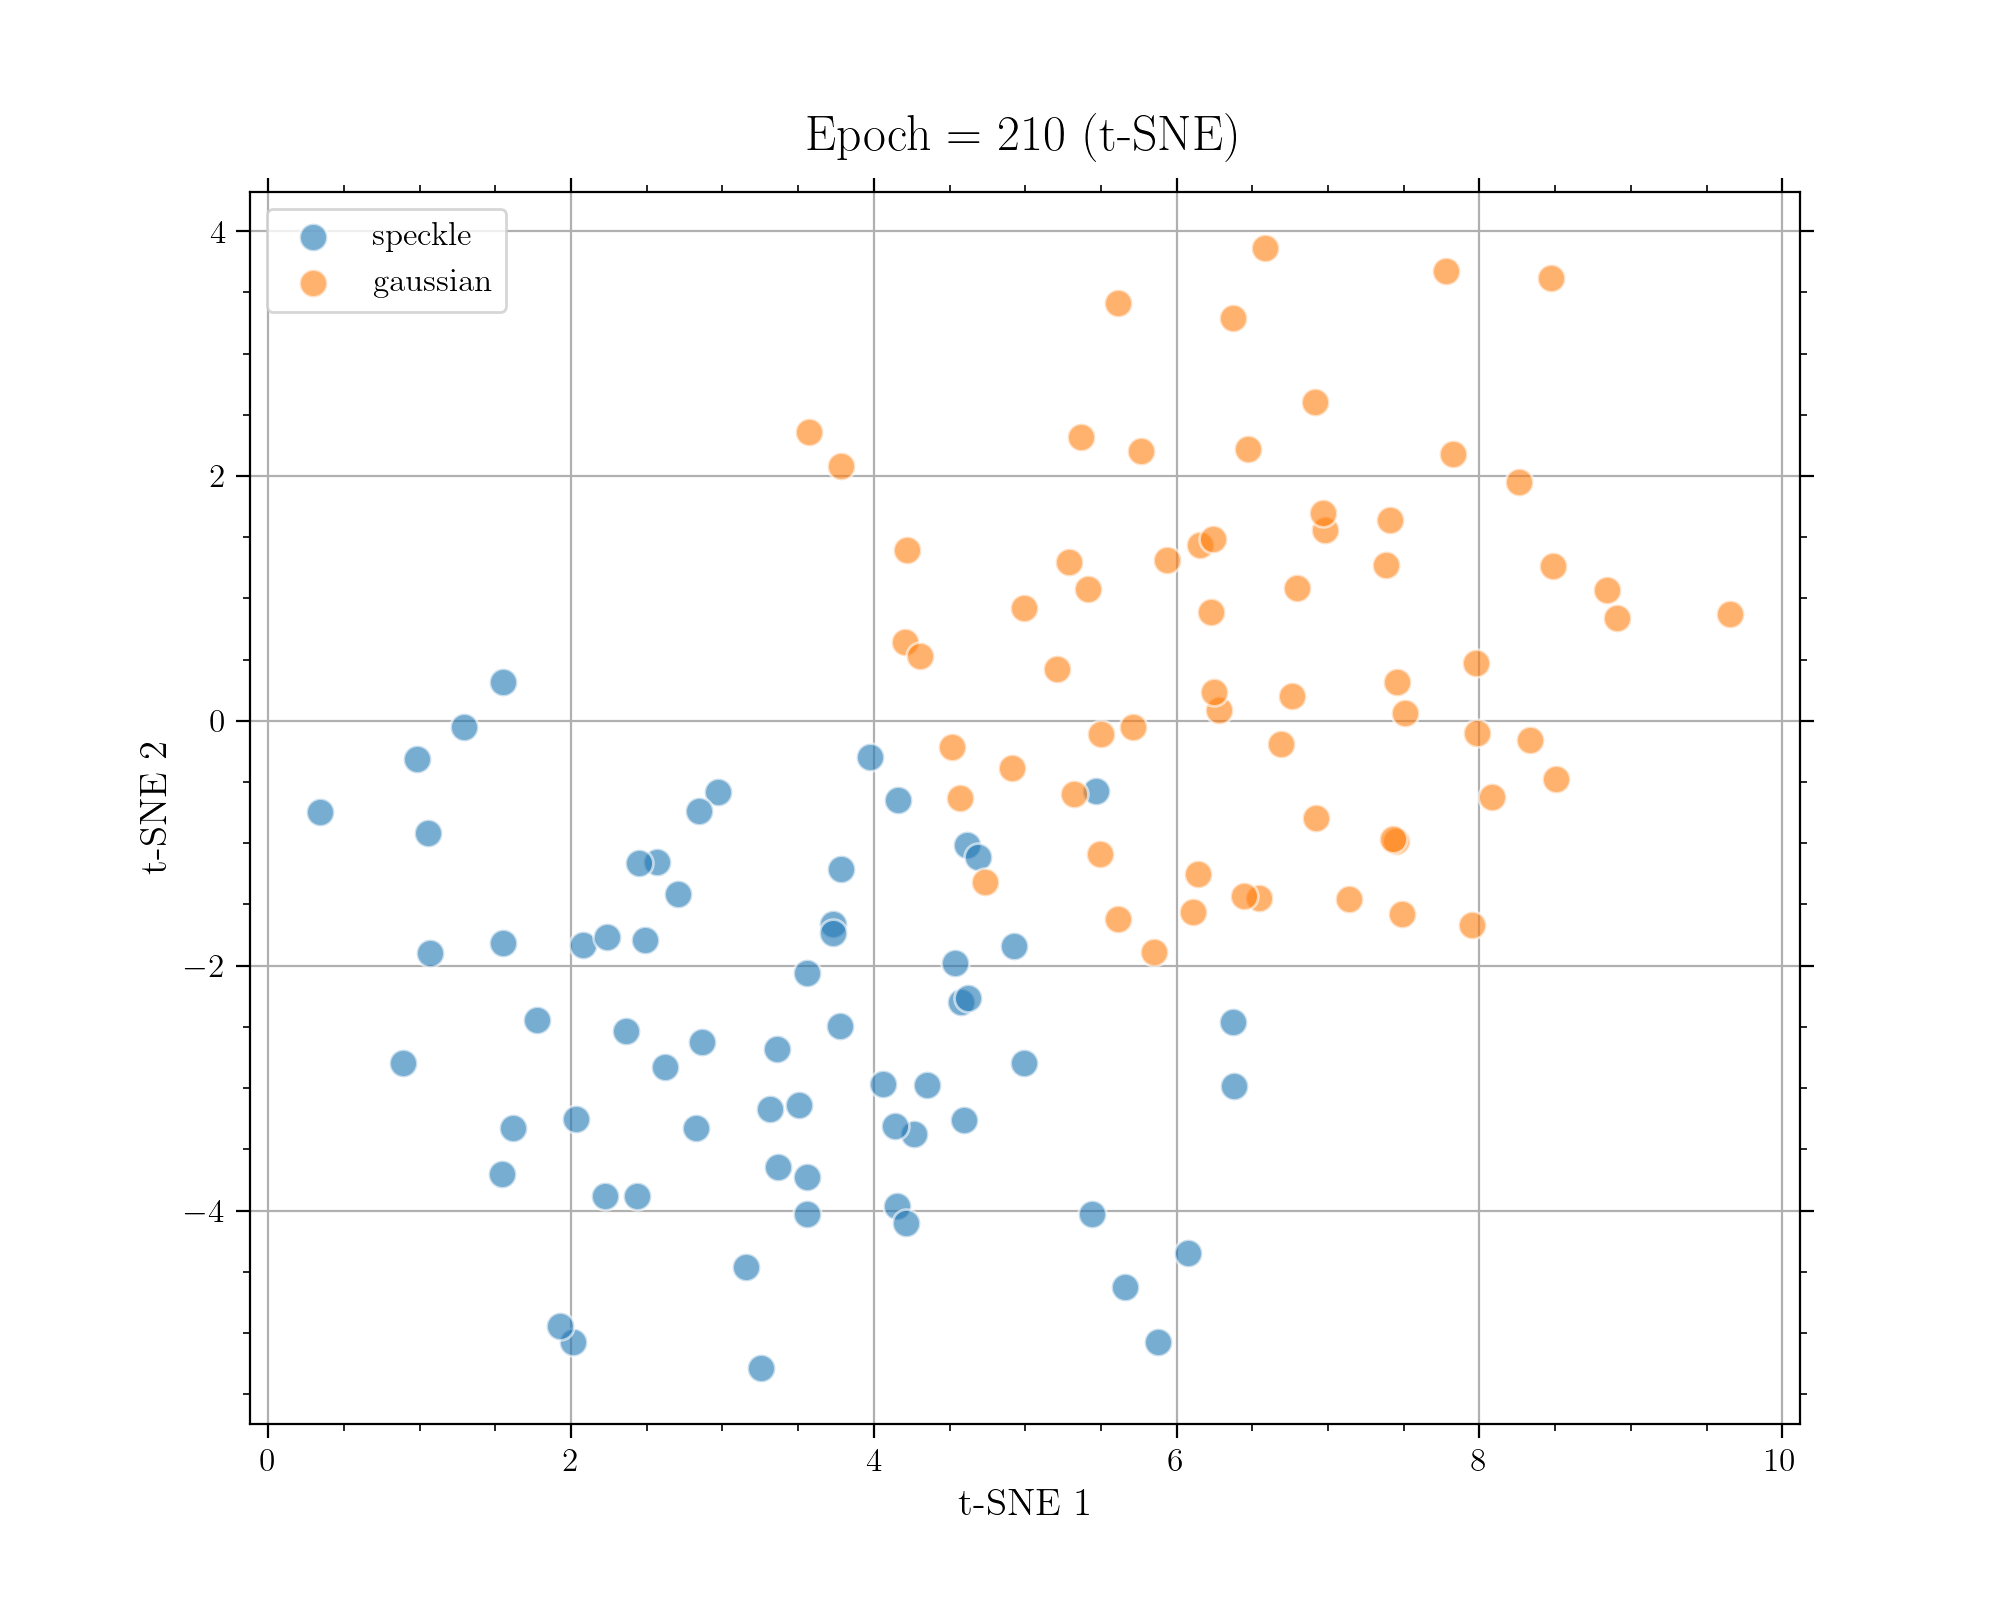 Epoch = 210 (t-SNE)
speckle
gaussian
4
2
0
−2
−4
t-SNE 2
0 2 4 6 8 10
t-SNE 1